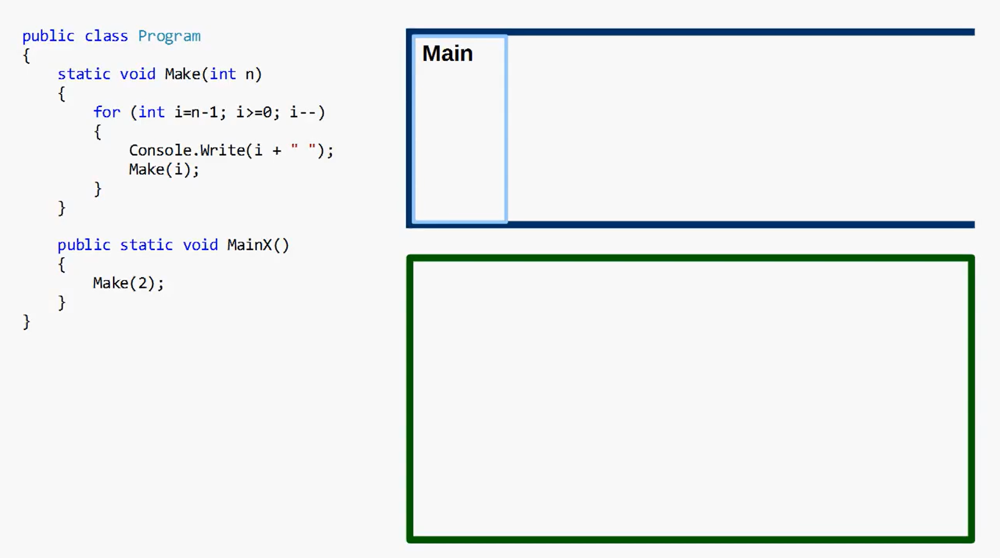 public class Program
{
    static void Make(int n)
    {
        for (int i=n-1; i>=0; i--)
        {
            Console.Write(i + " ");
            Make(i);
        }
    }

    public static void MainX()
    {
        Make(2);
    }
}
Main